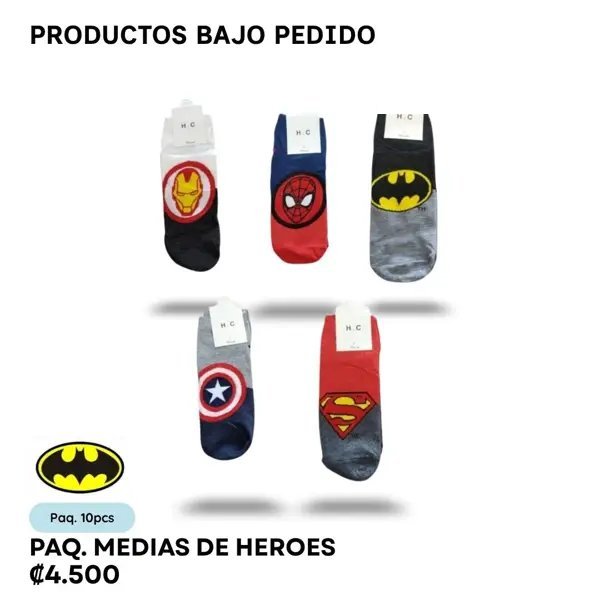 PRODUCTOS BAJO PEDIDO
H.C
H.C
H.C
H.C
H.C
Paq. 10pcs
PAQ. MEDIAS DE HEROES
₡4.500